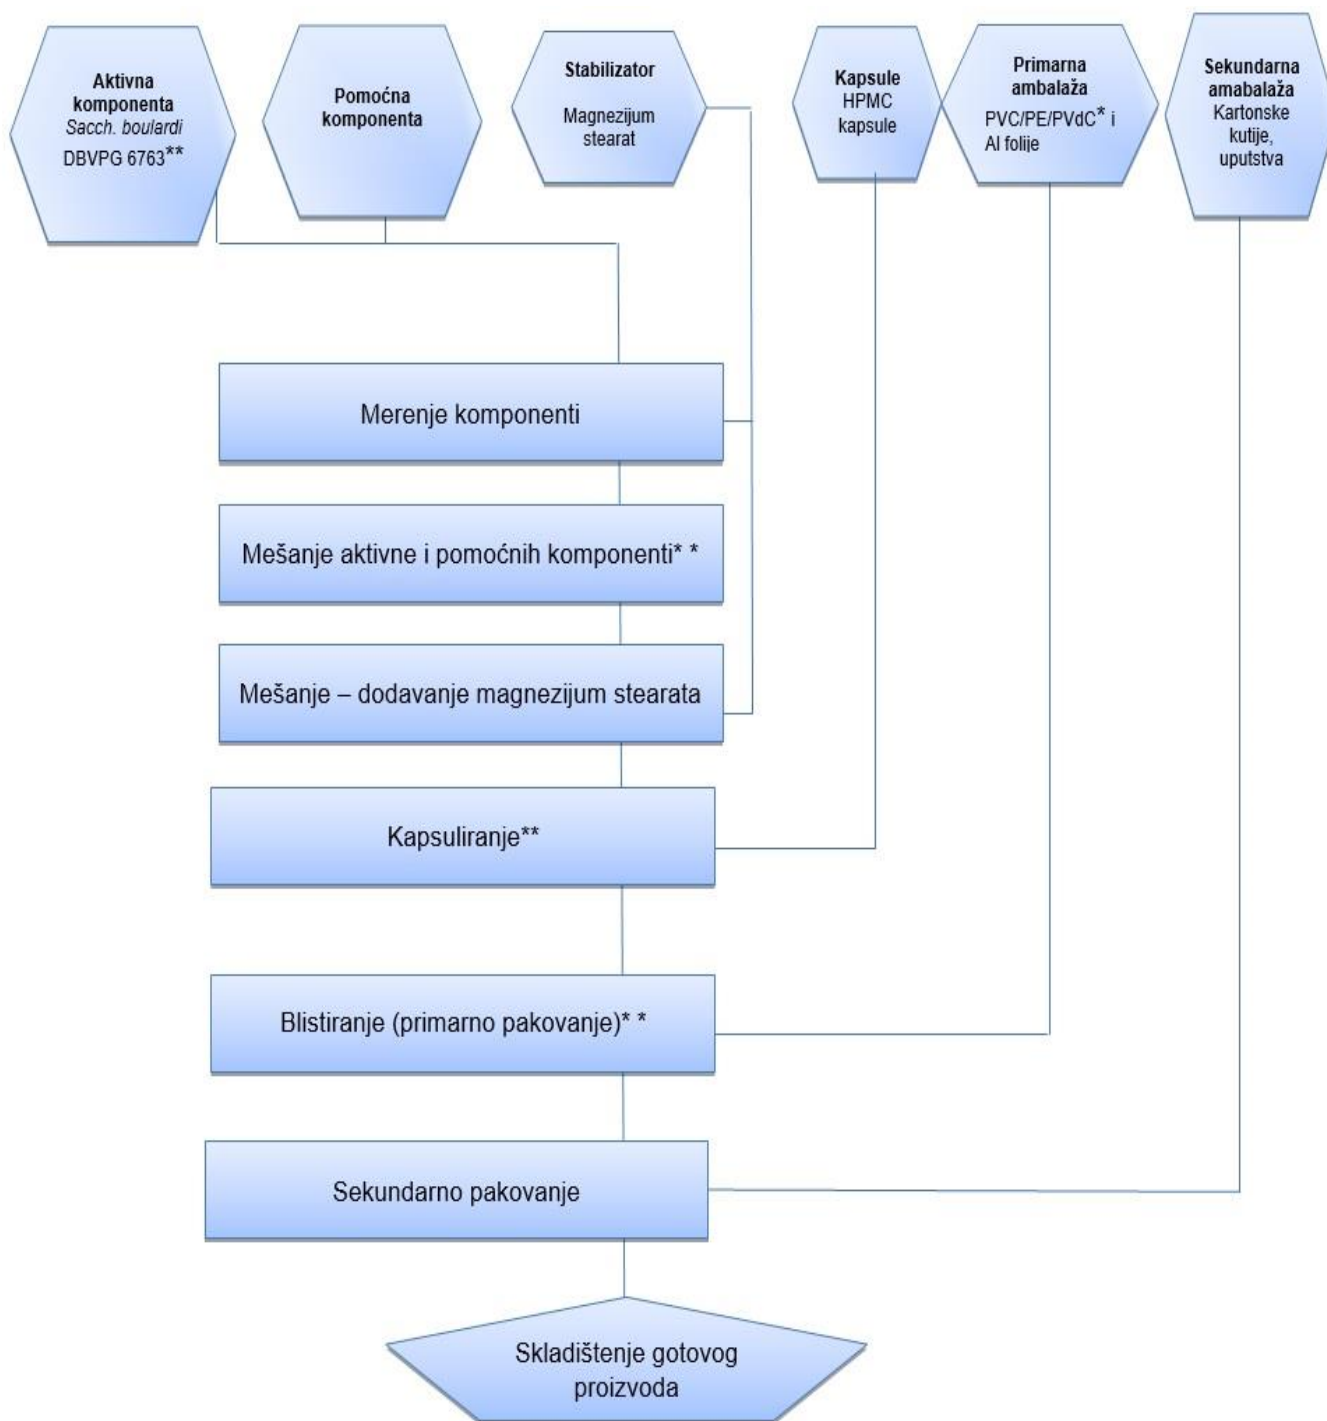 Aktivna
komponenta
Sacch. boulardi
DBVPG 6763**
Pomoćna
komponenta
Stabilizator
Magnezijum
stearat
Kapsule
HPMC
kapsule
Primarna
ambalaža
PVC/PE/PVdC* i
Al folije
Sekundarna
amabalaža
Kartonske
kutije,
uputstva
Merenje komponenti
Mešanje aktivne i pomoćnih komponenti* *
Mešanje – dodavanje magnezijum stearata
Kapsuliranje**
Blistiranje (primarno pakovanje)* *
Sekundarno pakovanje
Skladištenje gotovog
proizvoda